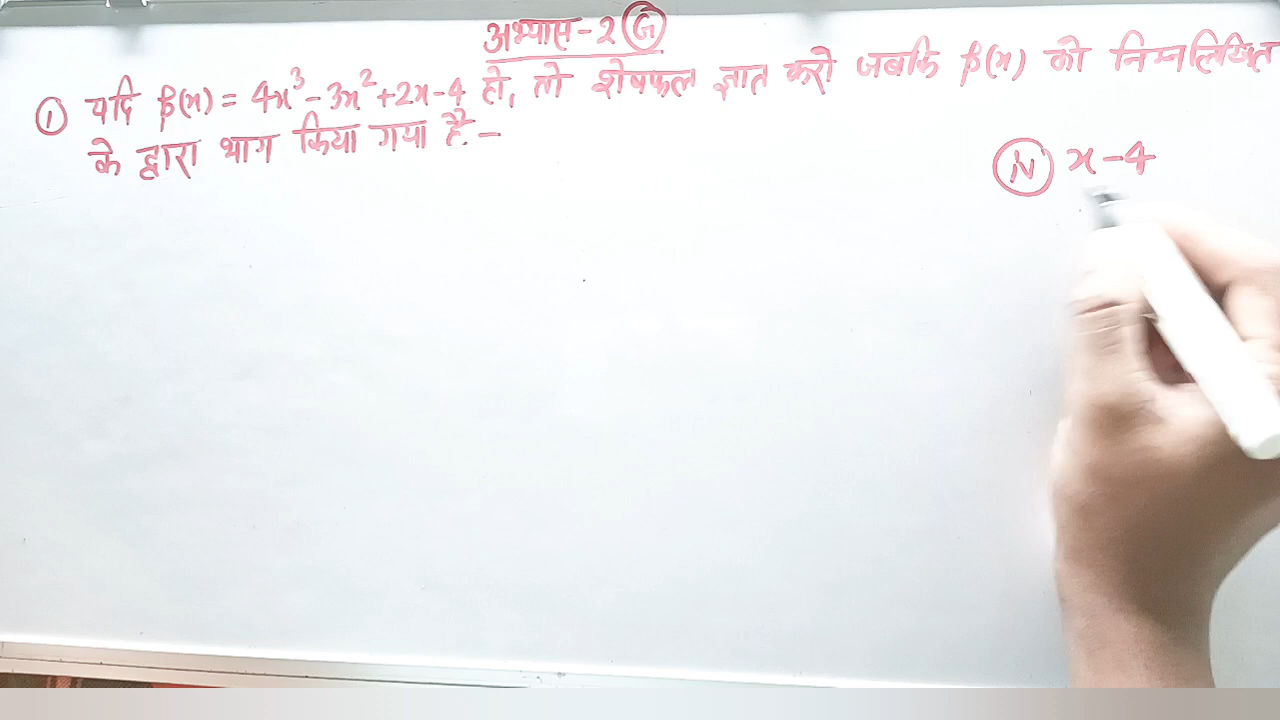 अभ्यास-2 G
① यदि p(x) = 4x³-3x²+2x-4 हो, तो शेषफल ज्ञात करो जबकि p(x) को निम्नलिखित
के द्वारा भाग किया गया है -
iv x-4